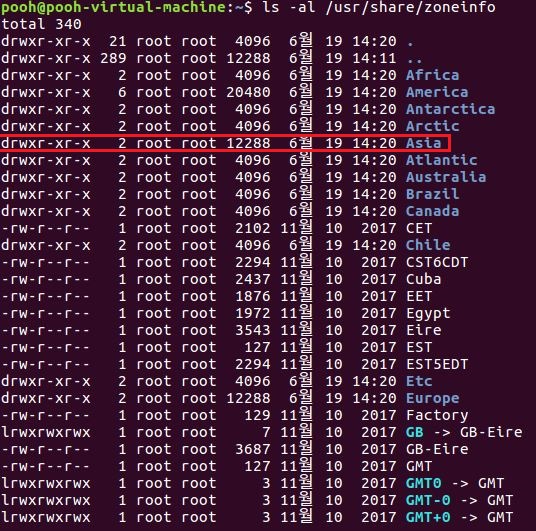 pooh@pooh-virtual-machine:~$ ls -al /usr/share/zoneinfo
total 340
drwxr-xr-x  21 root root  4096  6월 19 14:20 .
drwxr-xr-x 289 root root 12288  6월 19 14:11 ..
drwxr-xr-x   2 root root  4096  6월 19 14:20 Africa
drwxr-xr-x   6 root root 20480  6월 19 14:20 America
drwxr-xr-x   2 root root  4096  6월 19 14:20 Antarctica
drwxr-xr-x   2 root root  4096  6월 19 14:20 Arctic
drwxr-xr-x   2 root root 12288  6월 19 14:20 Asia
drwxr-xr-x   2 root root  4096  6월 19 14:20 Atlantic
drwxr-xr-x   2 root root  4096  6월 19 14:20 Australia
drwxr-xr-x   2 root root  4096  6월 19 14:20 Brazil
drwxr-xr-x   2 root root  4096  6월 19 14:20 Canada
-rw-r--r--   1 root root  2102 11월 10  2017 CET
drwxr-xr-x   2 root root  4096  6월 19 14:20 Chile
-rw-r--r--   1 root root  2294 11월 10  2017 CST6CDT
-rw-r--r--   1 root root  2437 11월 10  2017 Cuba
-rw-r--r--   1 root root  1876 11월 10  2017 EET
-rw-r--r--   1 root root  1972 11월 10  2017 Egypt
-rw-r--r--   1 root root  3543 11월 10  2017 Eire
-rw-r--r--   1 root root   127 11월 10  2017 EST
-rw-r--r--   1 root root  2294 11월 10  2017 EST5EDT
drwxr-xr-x   2 root root  4096  6월 19 14:20 Etc
drwxr-xr-x   2 root root 12288  6월 19 14:20 Europe
-rw-r--r--   1 root root   129 11월 10  2017 Factory
lrwxrwxrwx   1 root root     7 11월 10  2017 GB -> GB-Eire
-rw-r--r--   1 root root  3687 11월 10  2017 GB-Eire
-rw-r--r--   1 root root   127 11월 10  2017 GMT
lrwxrwxrwx   1 root root     3 11월 10  2017 GMT0 -> GMT
lrwxrwxrwx   1 root root     3 11월 10  2017 GMT-0 -> GMT
lrwxrwxrwx   1 root root     3 11월 10  2017 GMT+0 -> GMT